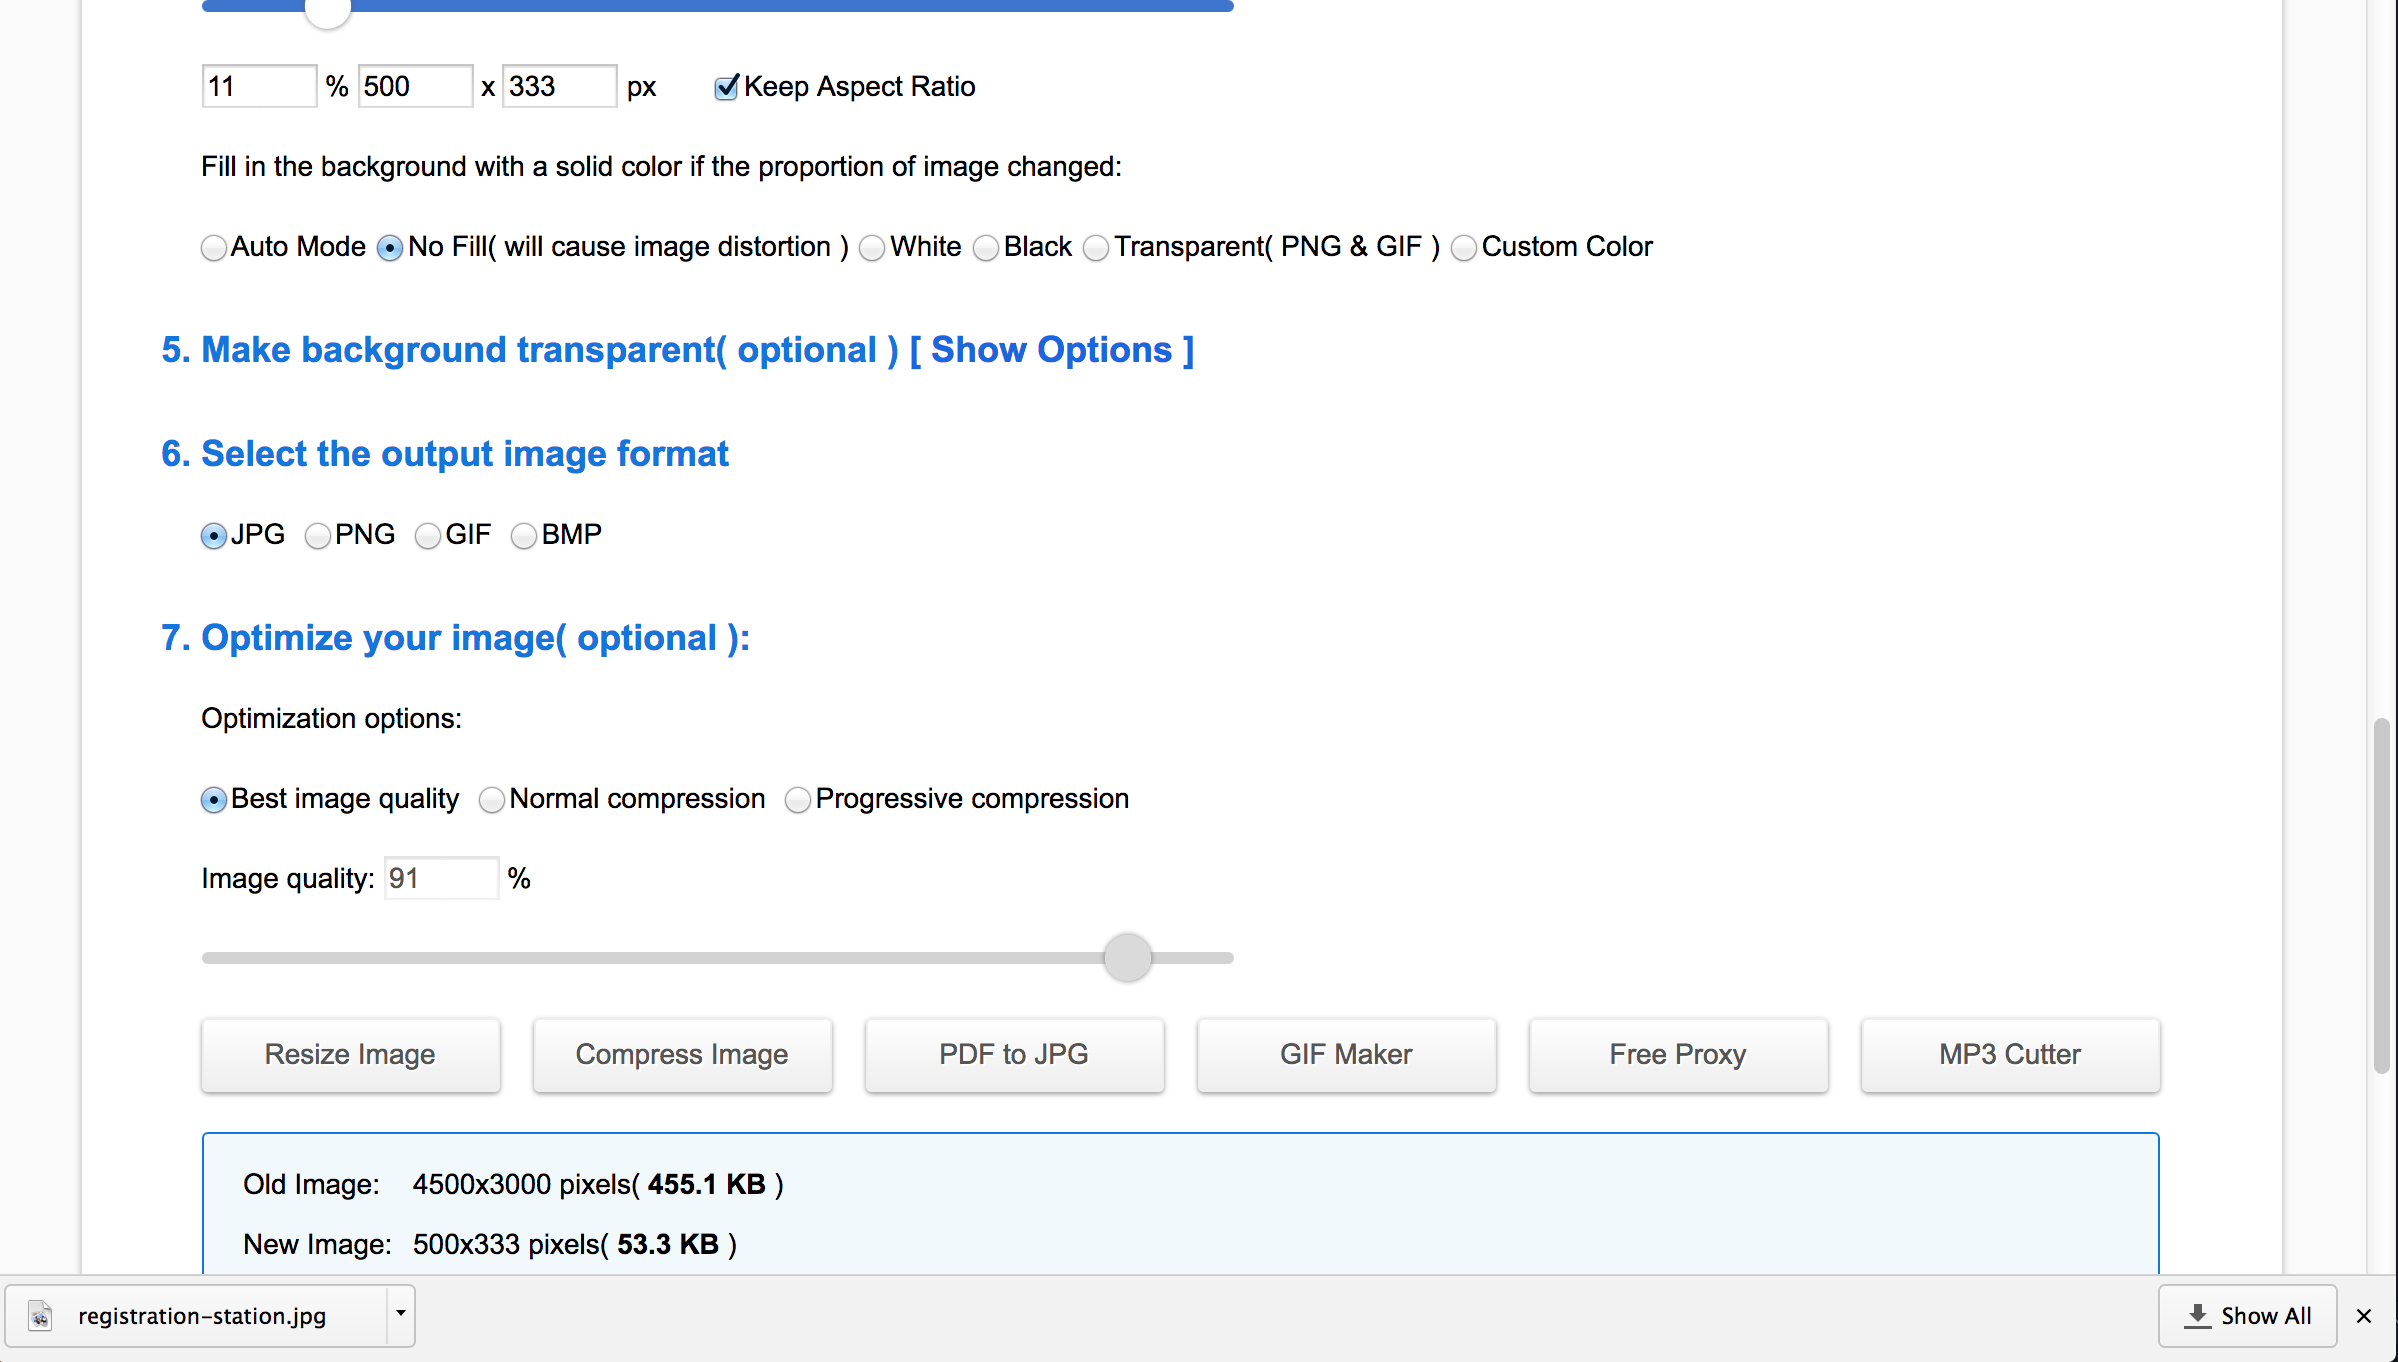 11 % 500 x 333 px Keep Aspect Ratio
Fill in the background with a solid color if the proportion of image changed:
Auto Mode No Fill( will cause image distortion ) White Black Transparent( PNG & GIF ) Custom Color
5. Make background transparent( optional ) [ Show Options ]
6. Select the output image format
JPG PNG GIF BMP
7. Optimize your image( optional ):
Optimization options:
Best image quality Normal compression Progressive compression
Image quality: 91 %
Resize Image Compress Image PDF to JPG GIF Maker Free Proxy MP3 Cutter
Old Image: 4500x3000 pixels( 455.1 KB )
New Image: 500x333 pixels( 53.3 KB )
registration-station.jpg Show All